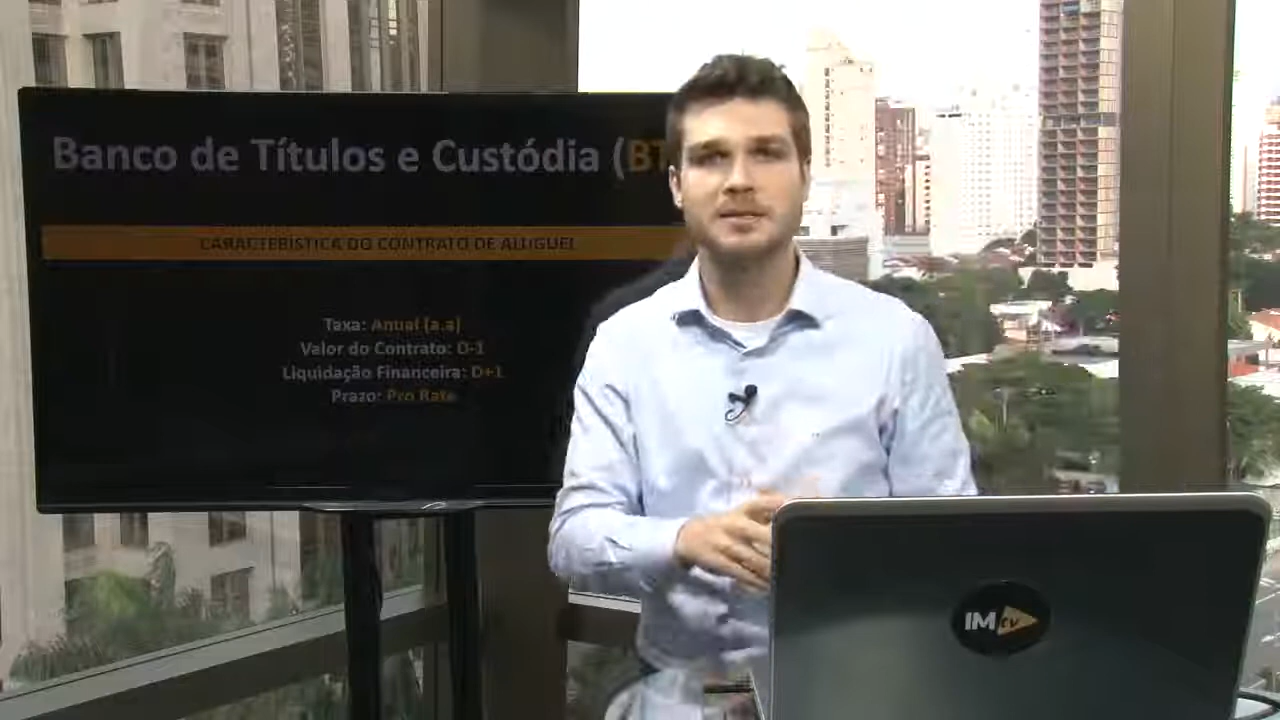 Banco de Títulos e Custódia (BT
CARACTERÍSTICA DO CONTRATO DE ALUGUEL
Taxa: Anual (a.a)
Valor do Contrato: D-1
Liquidação Financeira: D+1
Prazo: Pro Rata
IM tv